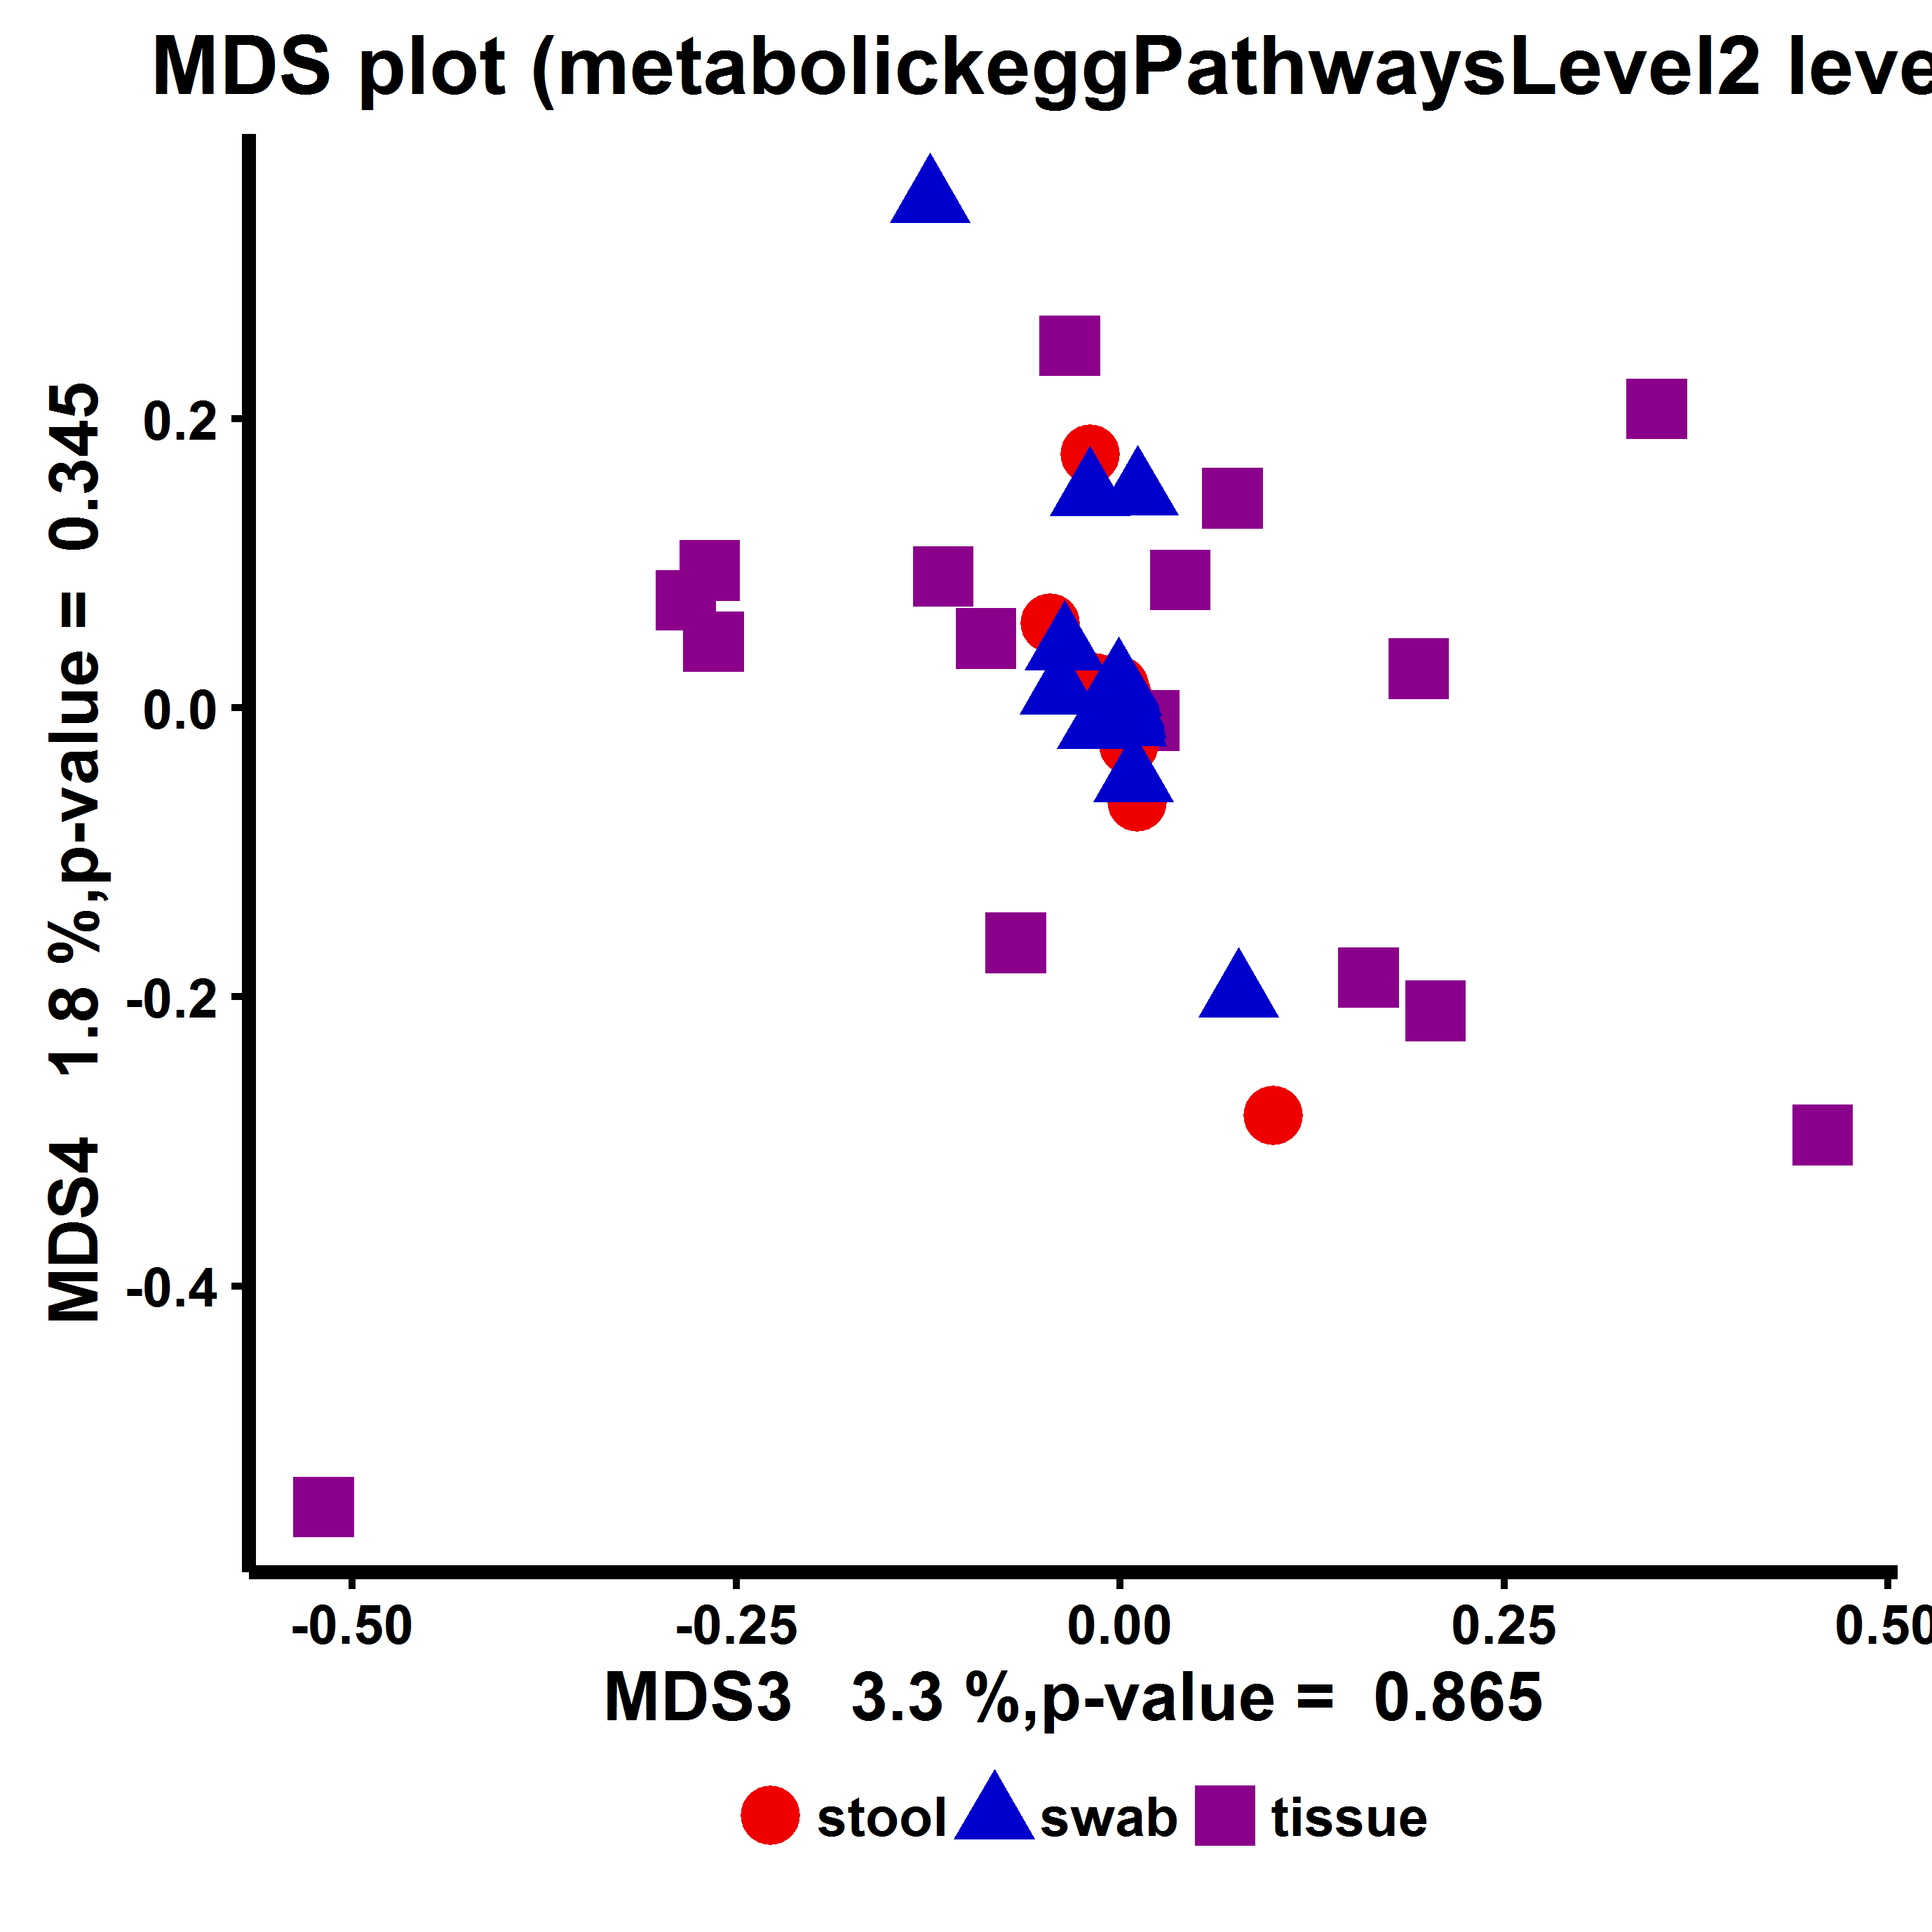 MDS plot (metabolickeggPathwaysLevel2 leve
MDS4  1.8 %,p-value =  0.345
0.2
0.0
-0.2
-0.4
-0.50 -0.25 0.00 0.25 0.50
MDS3  3.3 %,p-value =  0.865
stool swab tissue